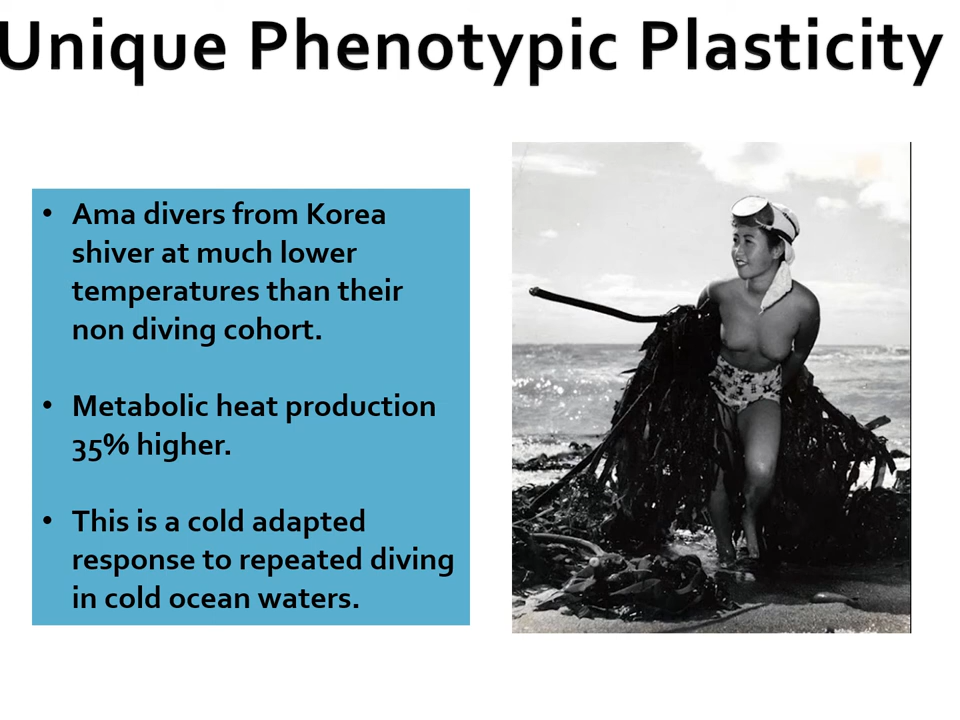 Unique Phenotypic Plasticity
• Ama divers from Korea
shiver at much lower
temperatures than their
non diving cohort.
• Metabolic heat production
35% higher.
• This is a cold adapted
response to repeated diving
in cold ocean waters.